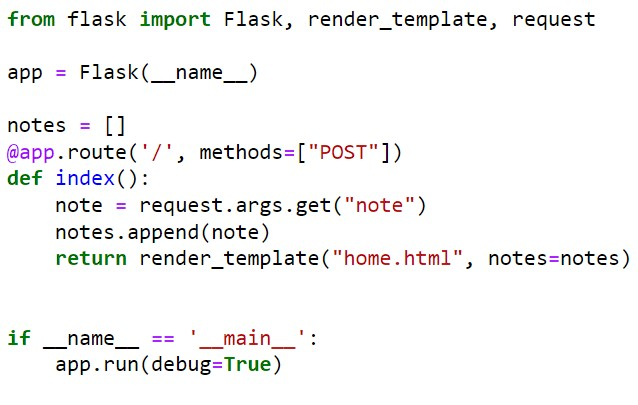 from flask import Flask, render_template, request
app = Flask(__name__)
notes = []
@app.route('/', methods=["POST"])
def index():
    note = request.args.get("note")
    notes.append(note)
    return render_template("home.html", notes=notes)
if __name__ == '__main__':
    app.run(debug=True)